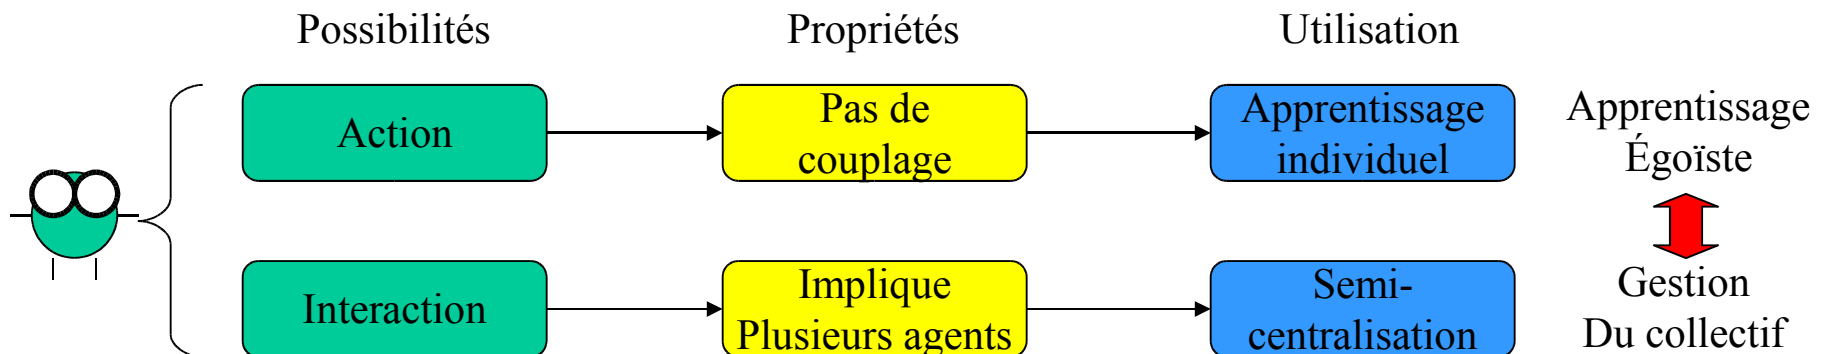 Possibilités
Propriétés
Utilisation
Action
Pas de
couplage
Apprentissage
individuel
Apprentissage
Égoïste
Interaction
Implique
Plusieurs agents
Semi-
centralisation
Gestion
Du collectif